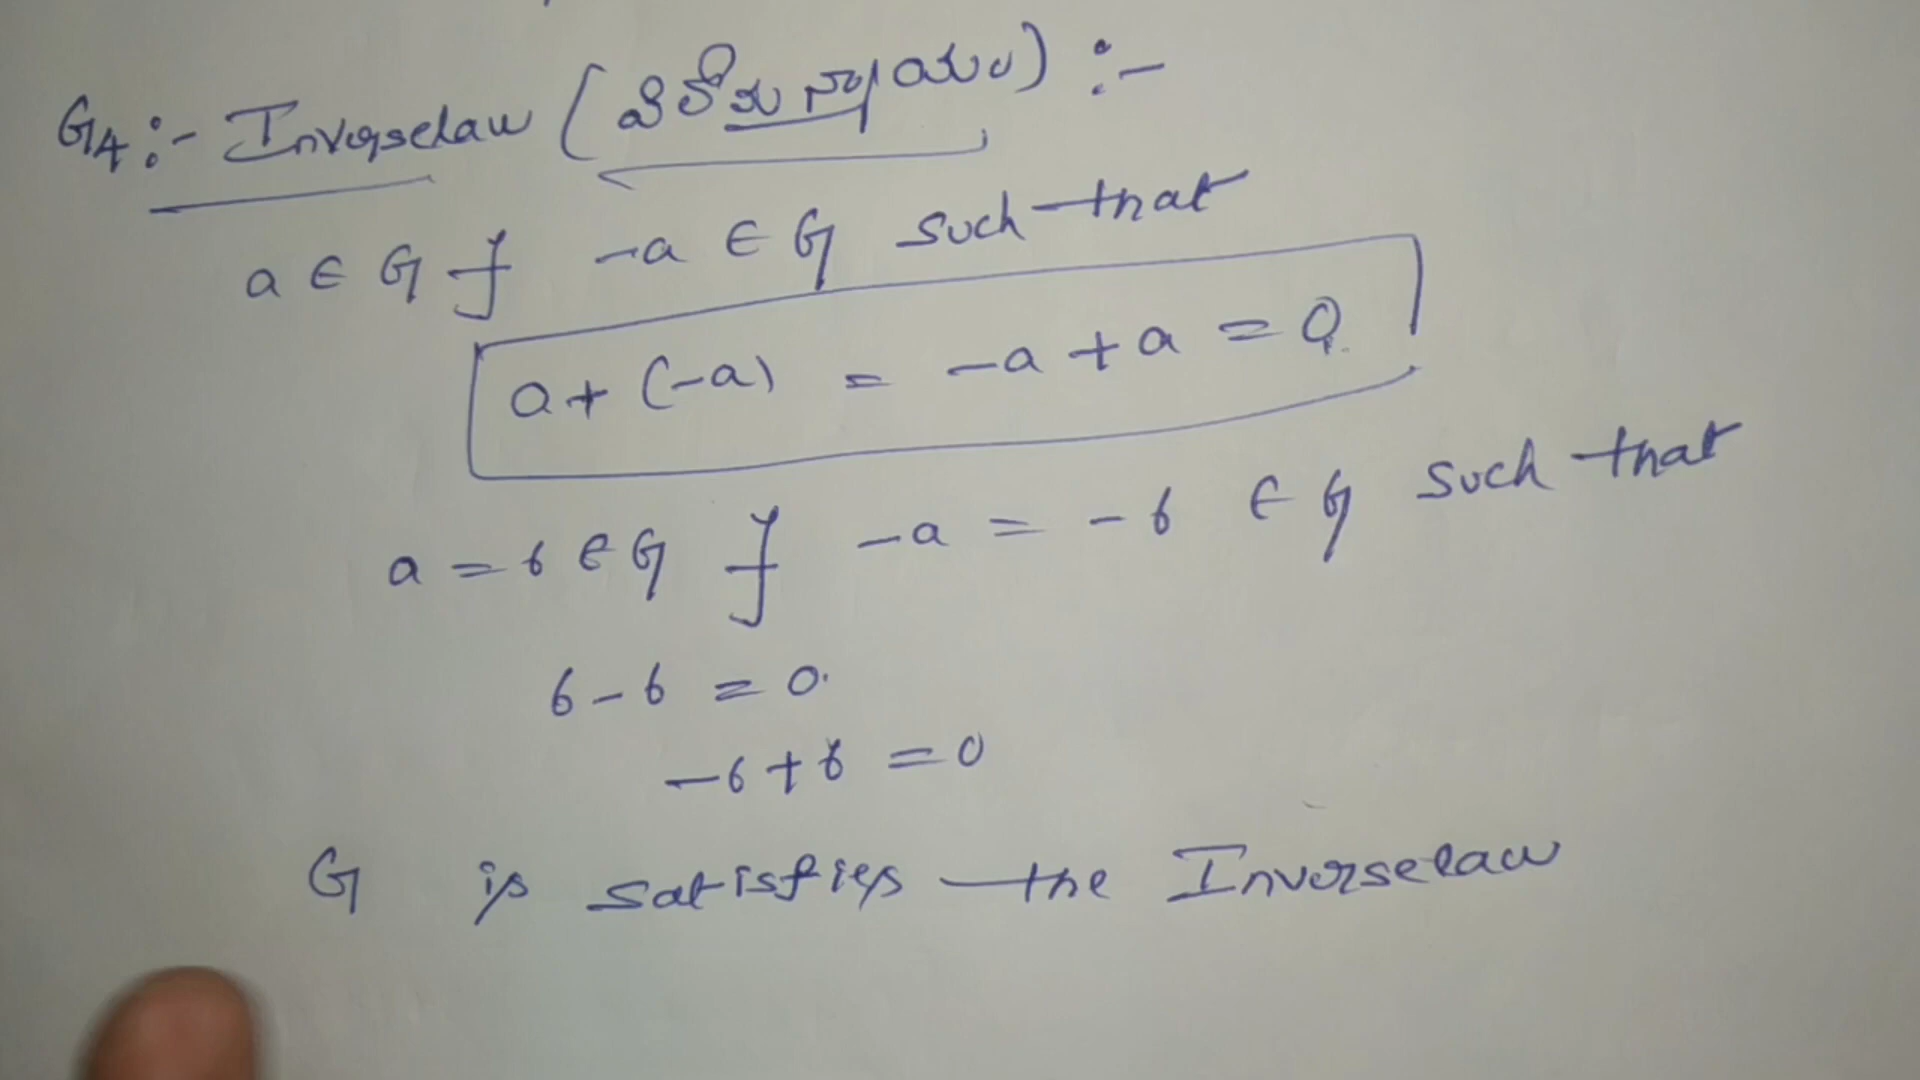 G4:- Inverselaw (విలోమ న్యాయం) :-
a ∈ G ∃ -a ∈ G such that
a + (-a) = -a + a = 0
a = 6 ∈ G ∃ -a = -6 ∈ G such that
6 - 6 = 0.
-6 + 6 = 0
G is satisfies the Inverselaw